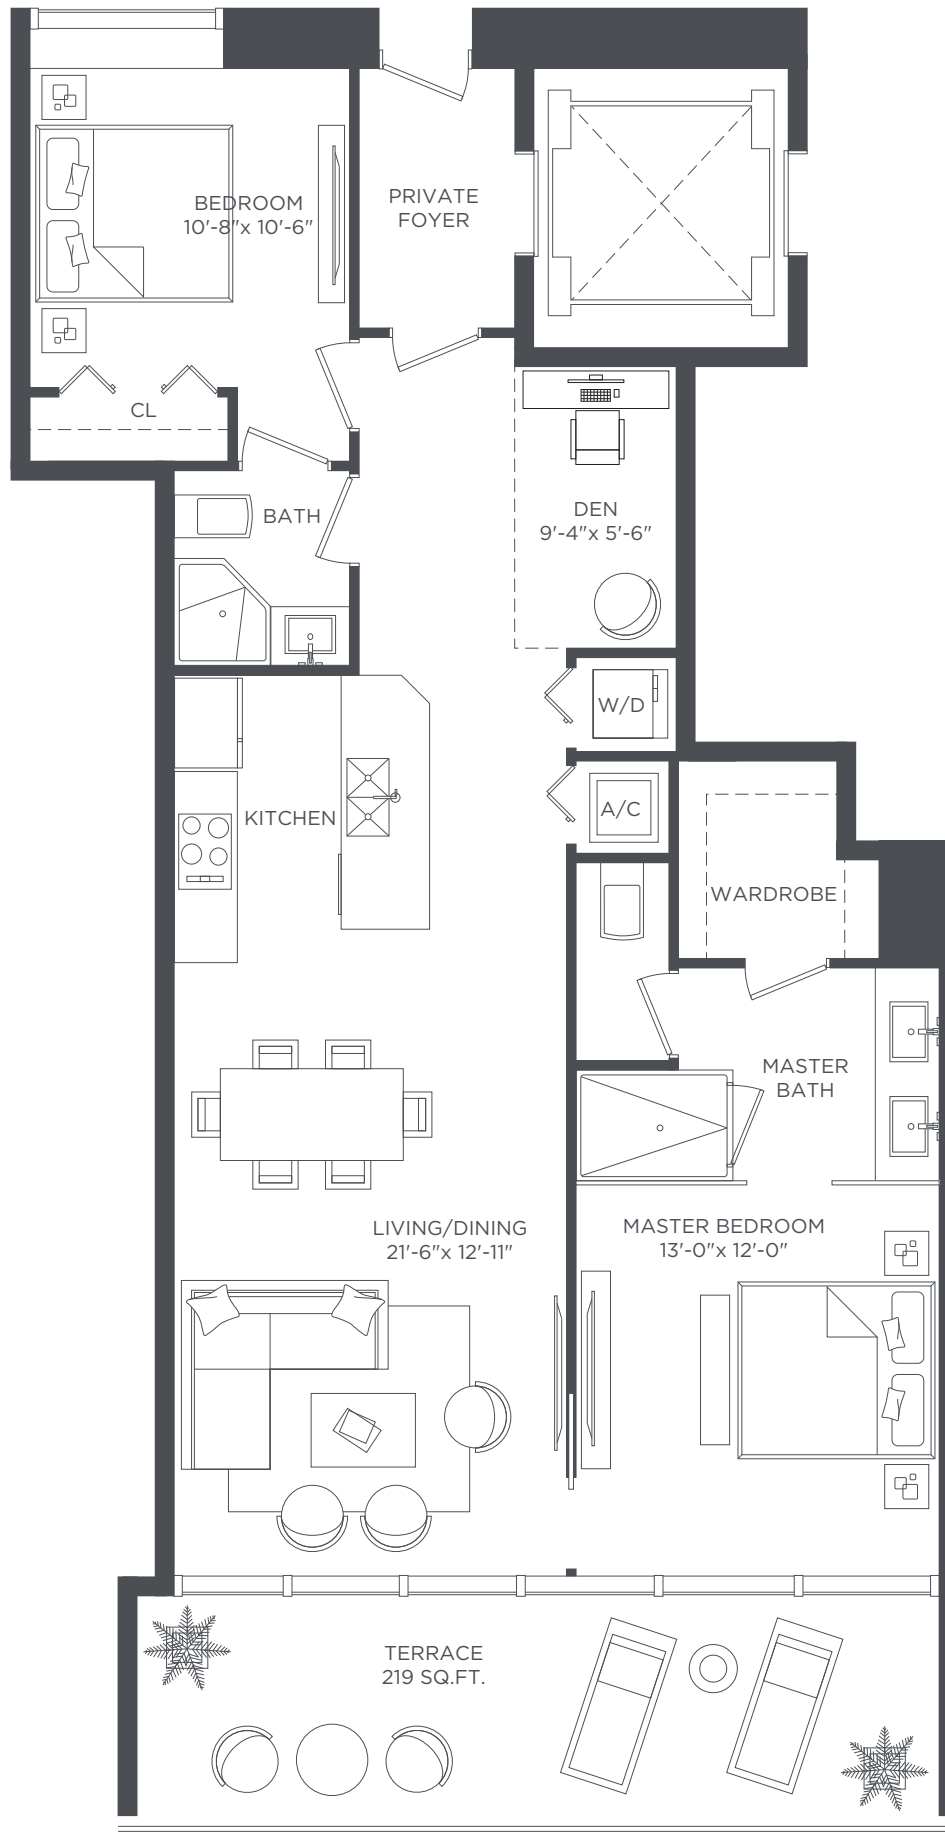 BEDROOM
10'-8"x 10'-6"
PRIVATE
FOYER
CL
BATH
DEN
9'-4"x 5'-6"
W/D
KITCHEN
A/C
WARDROBE
MASTER
BATH
LIVING/DINING
21'-6"x 12'-11"
MASTER BEDROOM
13'-0"x 12'-0"
TERRACE
219 SQ.FT.